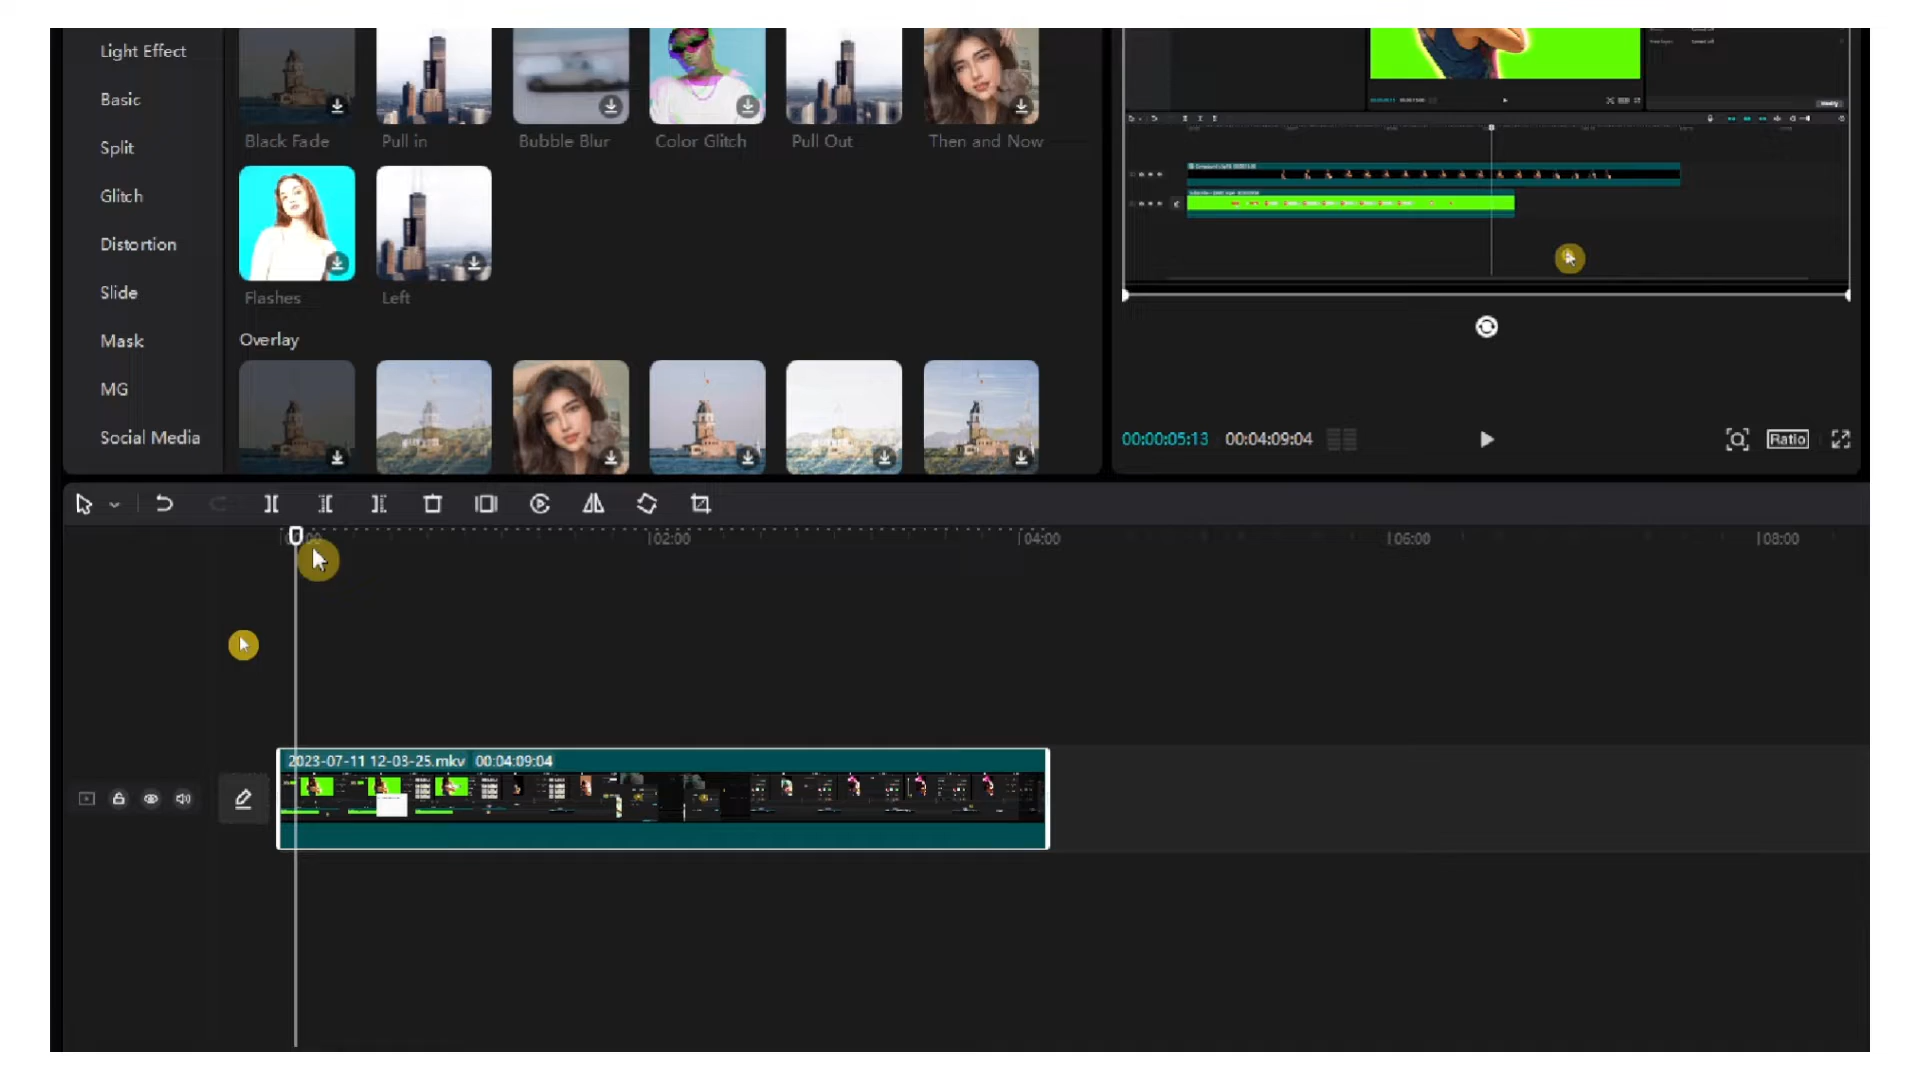 Light Effect
Basic
Split
Glitch
Distortion
Slide
Mask
MG
Social Media
Black Fade
Pull in
Bubble Blur
Color Glitch
Pull Out
Then and Now
Flashes
Left
Overlay
00:00:05:13 00:04:09:04
Ratio
02:00
04:00
06:00
08:00
2023-07-11 12-03-25.mkv 00:04:09:04